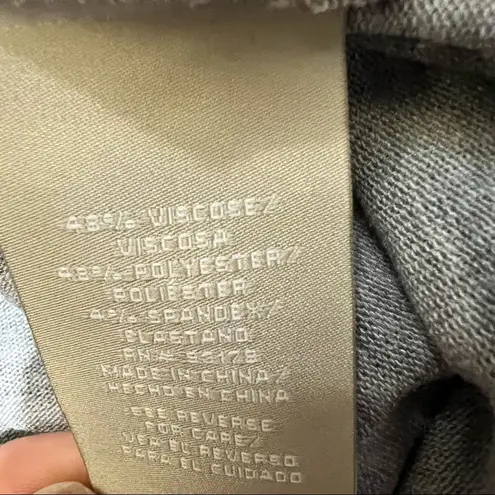 48% VISCOSE/
VISCOSA
48% POLYESTER/
POLIÉSTER
4% SPANDEX/
ELASTANO
RN# 95178
MADE IN CHINA/
HECHO EN CHINA
SEE REVERSE
FOR CARE/
VEA EL REVERSO
PARA EL CUIDADO